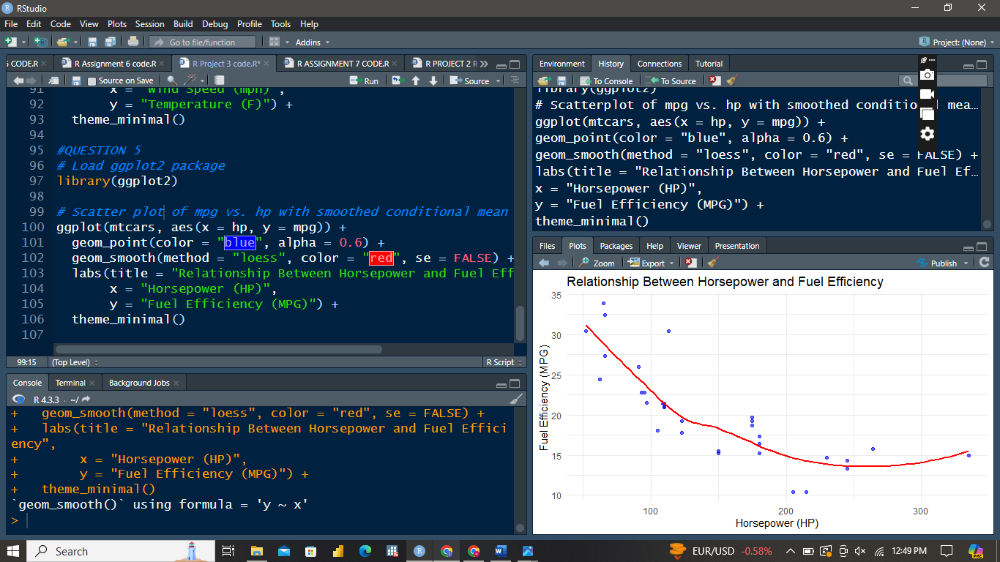 RStudio
File Edit Code View Plots Session Build Debug Profile Tools Help
Go to file/function Addins Project: (None)
CODE.R R Assignment 6 code.R R Project 3 code.R* R ASSIGNMENT 7 CODE.R R PROJECT 2 R
Source on Save Run Source
91 x = "Wind Speed (mph)",
92 y = "Temperature (F)") +
93 theme_minimal()
94
95 #QUESTION 5
96 # Load ggplot2 package
97 library(ggplot2)
98
99 # Scatter plot of mpg vs. hp with smoothed conditional mean
100 ggplot(mtcars, aes(x = hp, y = mpg)) +
101 geom_point(color = "blue", alpha = 0.6) +
102 geom_smooth(method = "loess", color = "red", se = FALSE) +
103 labs(title = "Relationship Between Horsepower and Fuel Eff
104 x = "Horsepower (HP)",
105 y = "Fuel Efficiency (MPG)") +
106 theme_minimal()
107
99:15 (Top Level) R Script
Console Terminal Background Jobs
R 4.3.3 . ~/
+ geom_smooth(method = "loess", color = "red", se = FALSE) +
+ labs(title = "Relationship Between Horsepower and Fuel Effici
ency",
+ x = "Horsepower (HP)",
+ y = "Fuel Efficiency (MPG)") +
+ theme_minimal()
`geom_smooth()` using formula = 'y ~ x'
>
Environment History Connections Tutorial
To Console To Source
library(ggplot2)
# Scatterplot of mpg vs. hp with smoothed conditional mea…
ggplot(mtcars, aes(x = hp, y = mpg)) +
geom_point(color = "blue", alpha = 0.6) +
geom_smooth(method = "loess", color = "red", se = FALSE) +
labs(title = "Relationship Between Horsepower and Fuel Ef…
x = "Horsepower (HP)",
y = "Fuel Efficiency (MPG)") +
theme_minimal()
Files Plots Packages Help Viewer Presentation
Zoom Export Publish
Relationship Between Horsepower and Fuel Efficiency
35
30
25
20
15
10
Fuel Efficiency (MPG)
100 200 300
Horsepower (HP)
Search EUR/USD -0.58% 12:49 PM
PRE